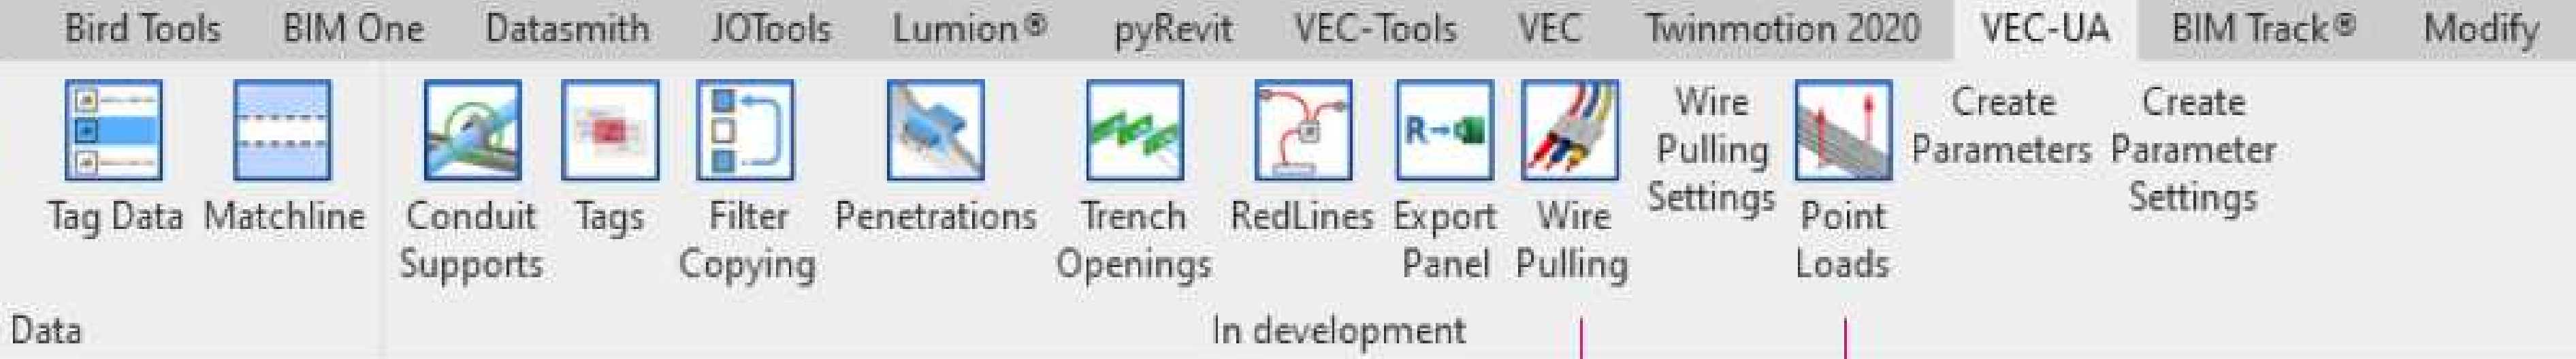 Bird Tools BIM One Datasmith JOTools Lumion® pyRevit VEC-Tools VEC Twinmotion 2020 VEC-UA BIM Track® Modify
Tag Data
Matchline
Conduit
Supports
Tags
Filter
Copying
Penetrations
Trench
Openings
RedLines
Export
Panel
Wire
Pulling
Wire
Pulling
Settings
Point
Loads
Create
Parameters
Create
Parameter
Settings
Data
In development